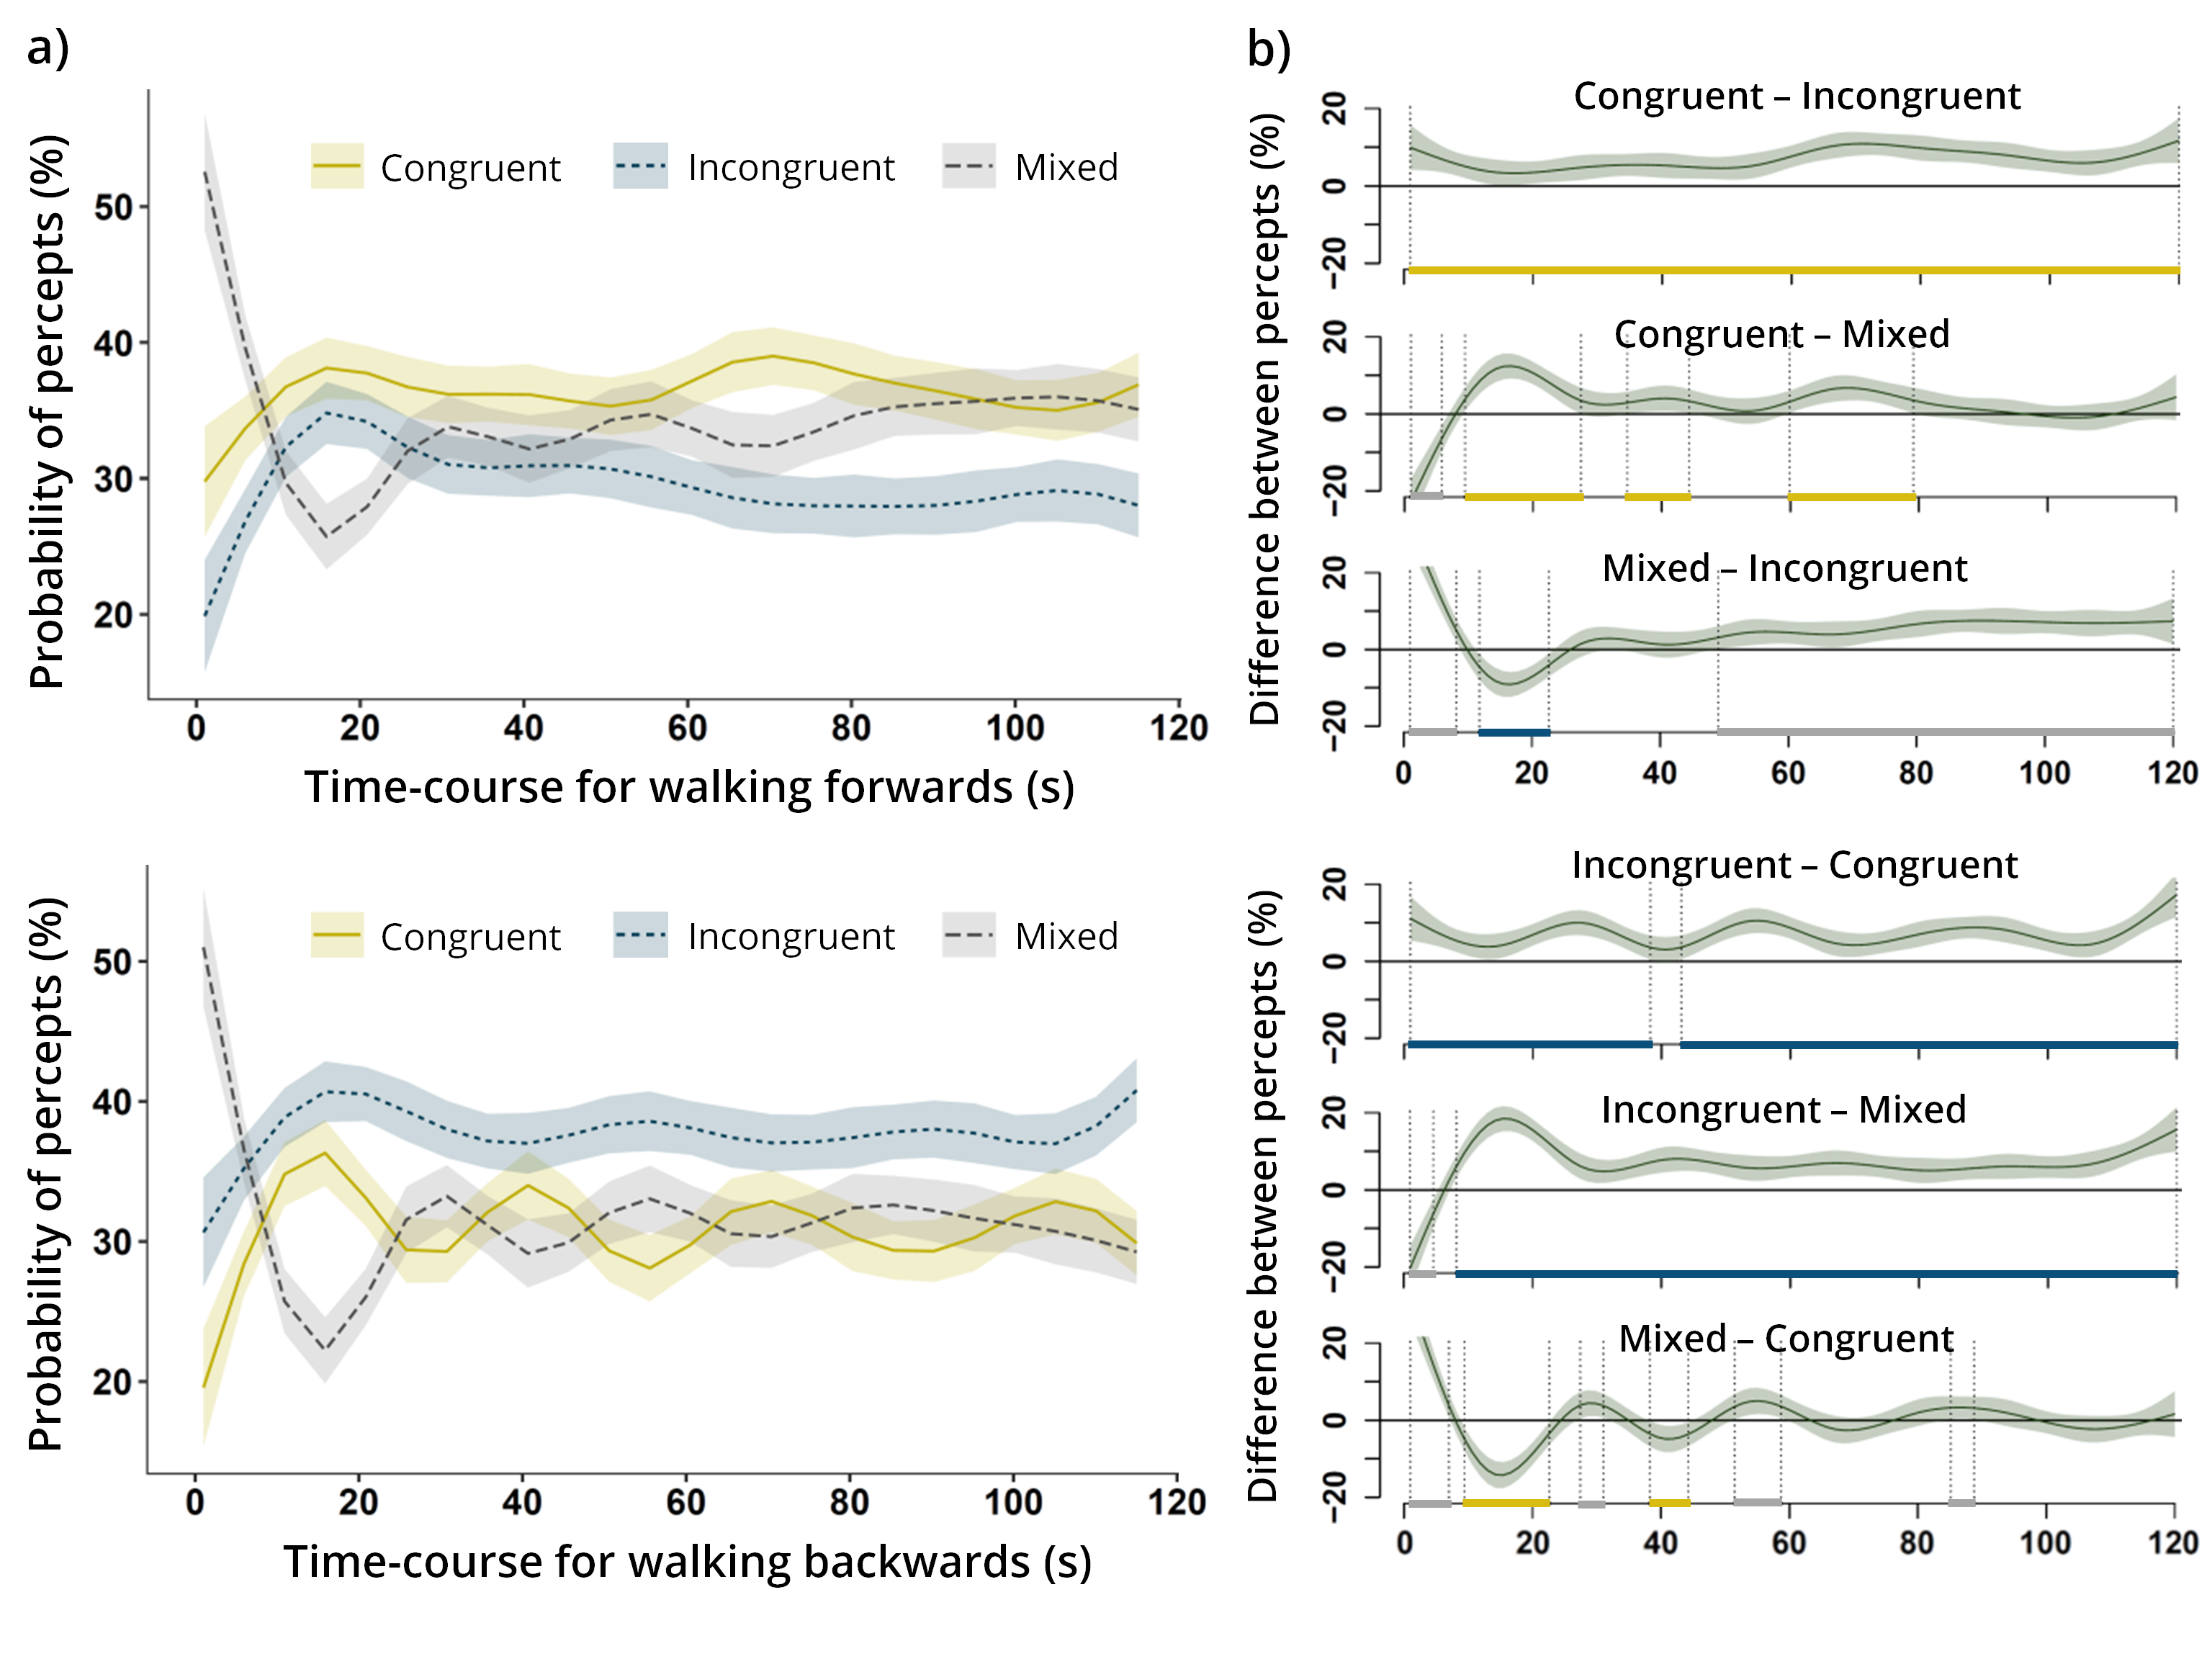 a)
Probability of percepts (%)
Congruent Incongruent Mixed
50
40
30
20
0 20 40 60 80 100 120
Time-course for walking forwards (s)
Probability of percepts (%)
Congruent Incongruent Mixed
50
40
30
20
0 20 40 60 80 100 120
Time-course for walking backwards (s)
b)
Difference between percepts (%)
Congruent – Incongruent
20
0
−20
Congruent – Mixed
20
0
−20
Mixed – Incongruent
20
0
−20
0 20 40 60 80 100 120
Difference between percepts (%)
Incongruent – Congruent
20
0
−20
Incongruent – Mixed
20
0
−20
Mixed – Congruent
20
0
−20
0 20 40 60 80 100 120